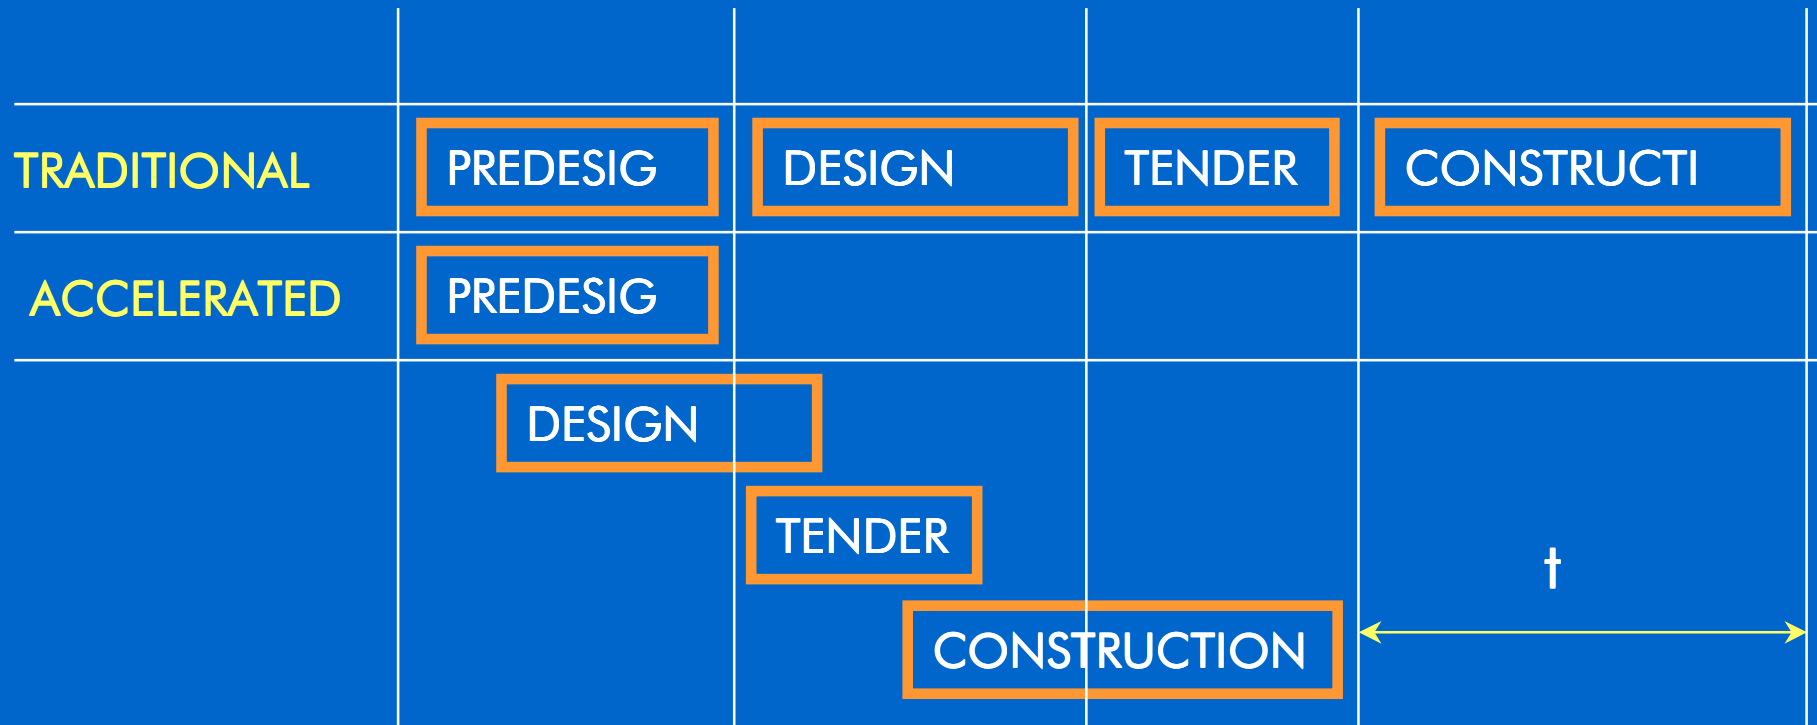 TRADITIONAL PREDESIG DESIGN TENDER CONSTRUCTI
ACCELERATED PREDESIG
DESIGN
TENDER
t
CONSTRUCTION